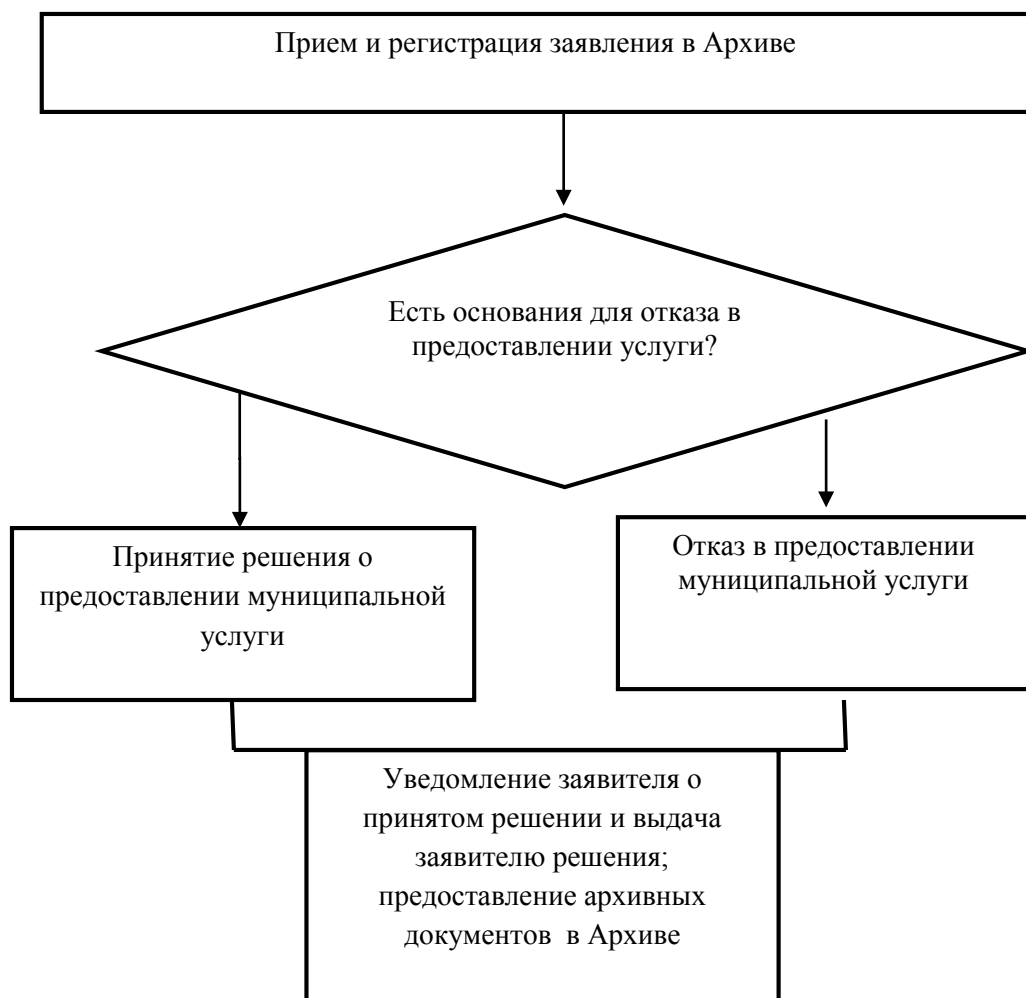 Прием и регистрация заявления в Архиве
Есть основания для отказа в
предоставлении услуги?
Принятие решения о
предоставлении муниципальной
услуги
Отказ в предоставлении
муниципальной услуги
Уведомление заявителя о
принятом решении и выдача
заявителю решения;
предоставление архивных
документов  в Архиве